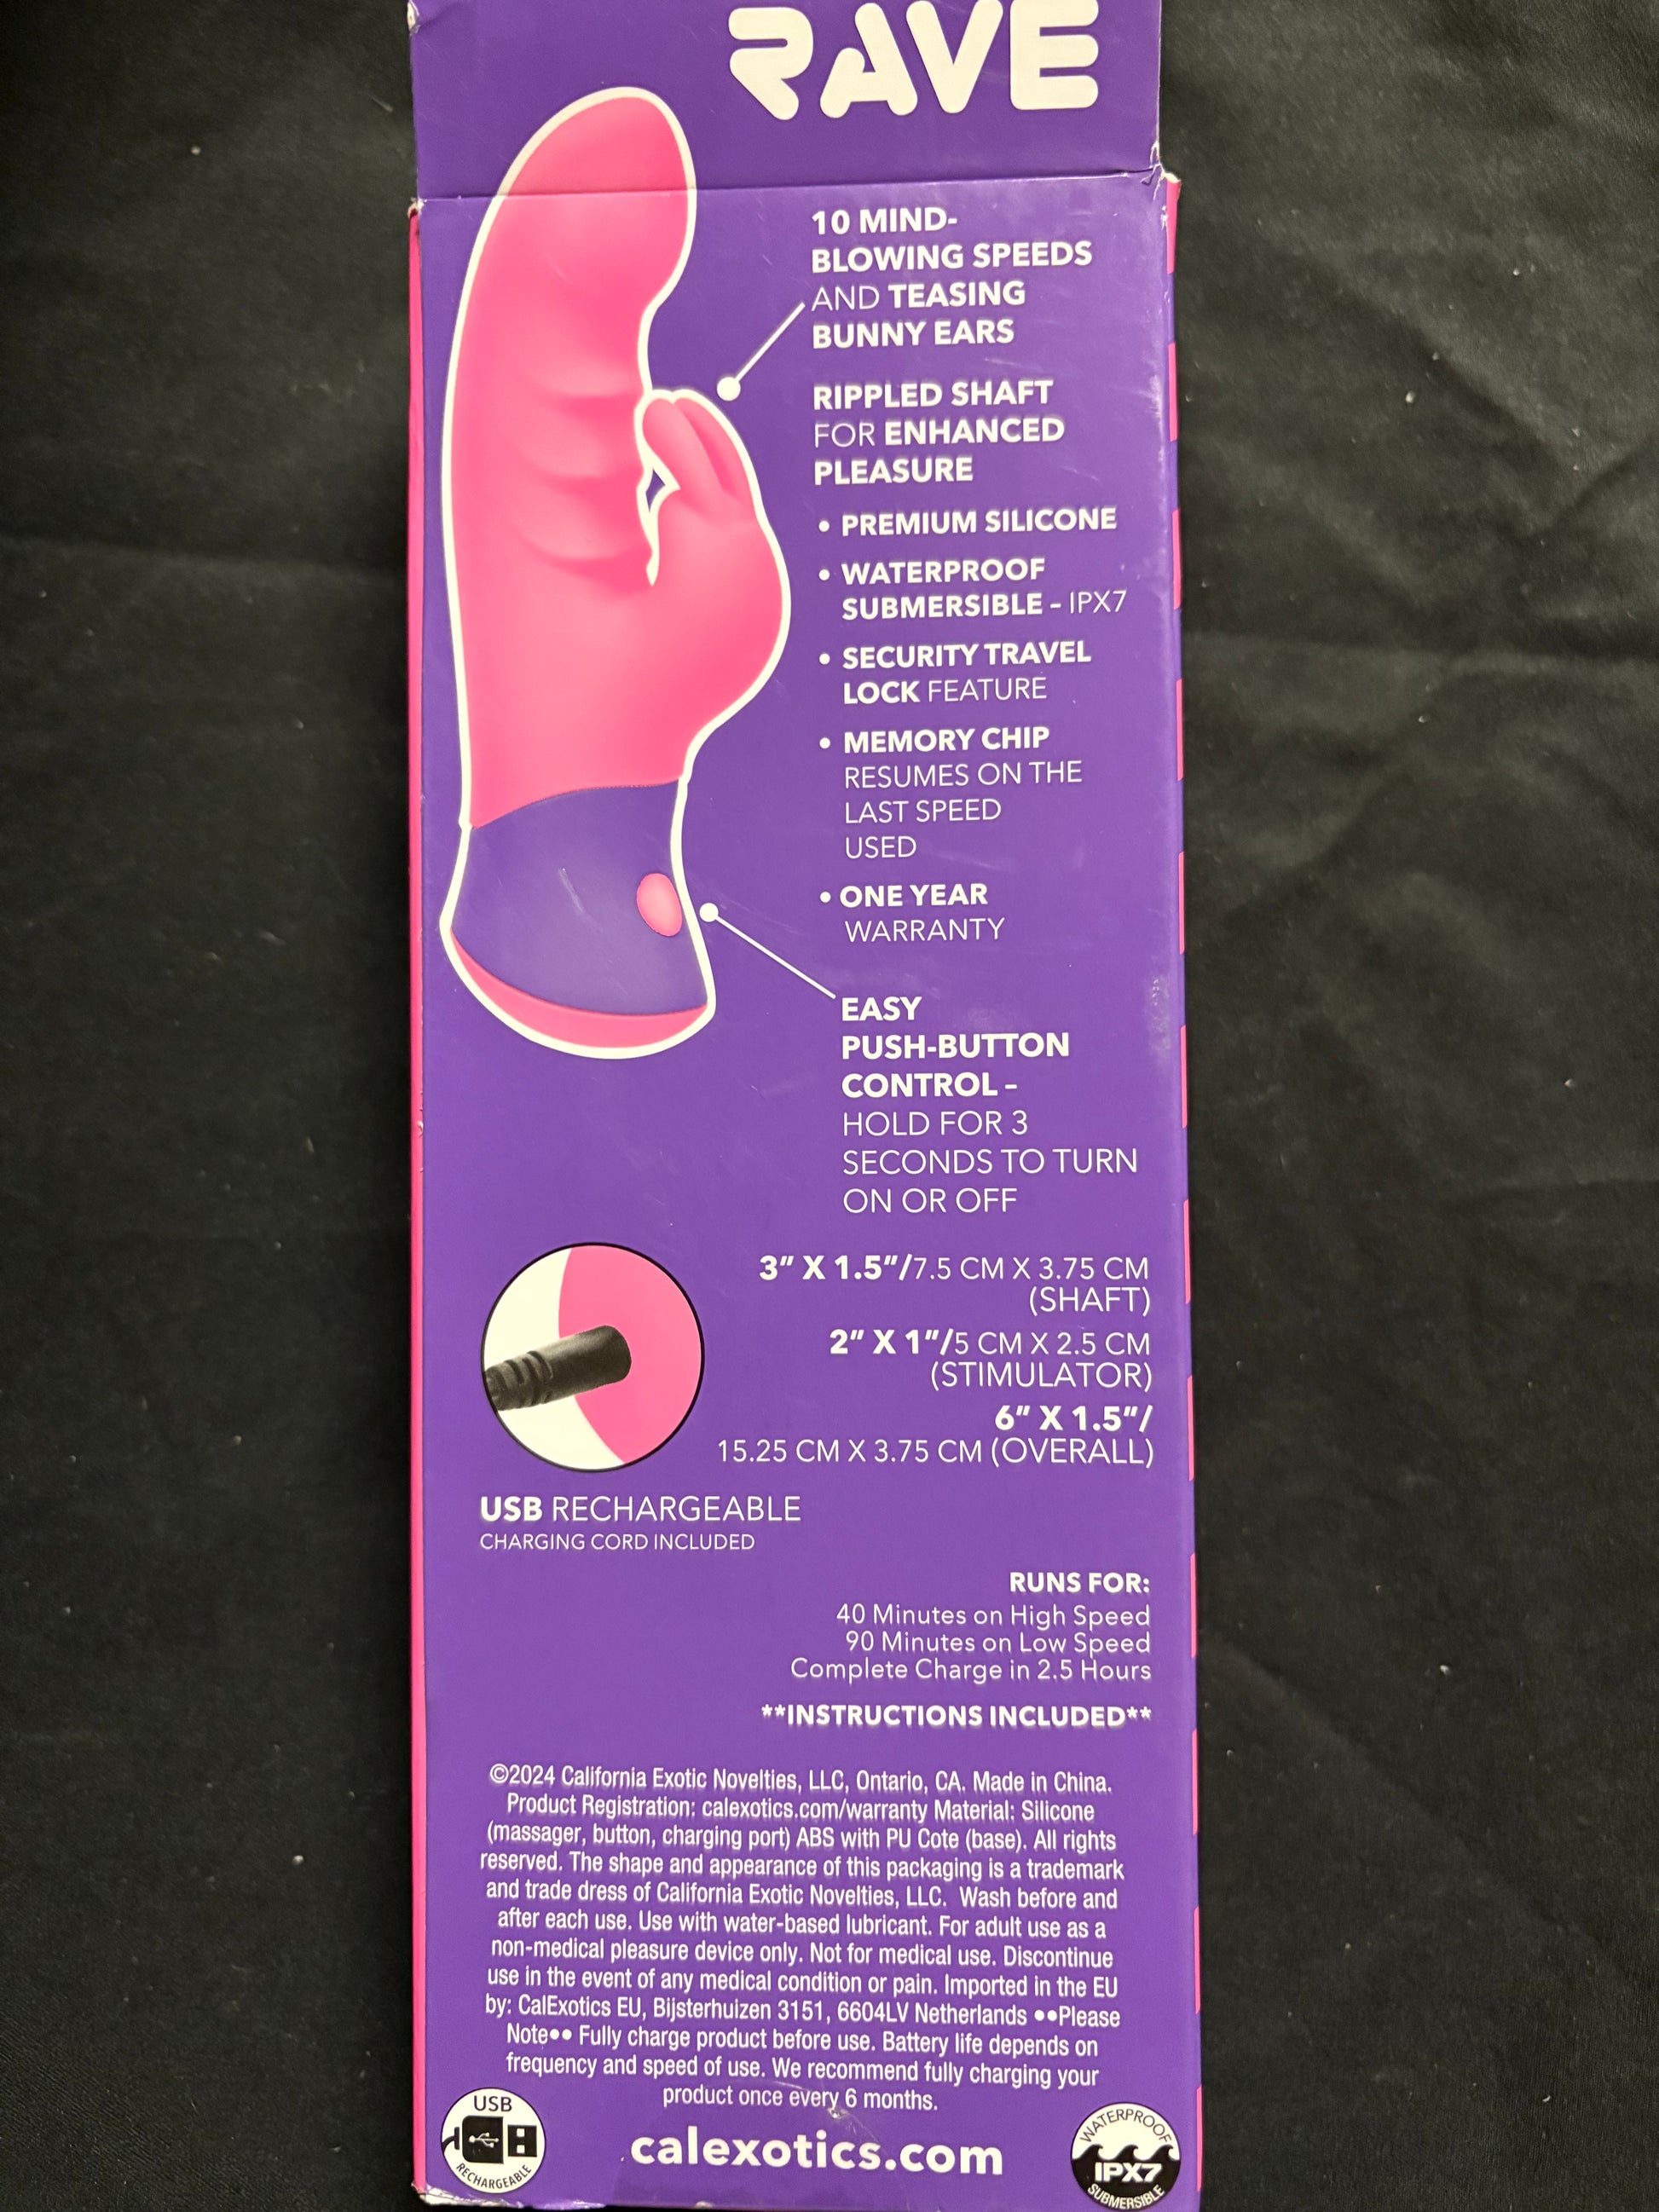 RAVE
10 MIND-
BLOWING SPEEDS
AND TEASING
BUNNY EARS
RIPPLED SHAFT
FOR ENHANCED
PLEASURE
• PREMIUM SILICONE
• WATERPROOF
SUBMERSIBLE – IPX7
• SECURITY TRAVEL
LOCK FEATURE
• MEMORY CHIP
RESUMES ON THE
LAST SPEED
USED
• ONE YEAR
WARRANTY
EASY
PUSH-BUTTON
CONTROL –
HOLD FOR 3
SECONDS TO TURN
ON OR OFF
3" X 1.5"/7.5 CM X 3.75 CM
(SHAFT)
2" X 1"/5 CM X 2.5 CM
(STIMULATOR)
6" X 1.5"/
15.25 CM X 3.75 CM (OVERALL)
USB RECHARGEABLE
CHARGING CORD INCLUDED
RUNS FOR:
40 Minutes on High Speed
90 Minutes on Low Speed
Complete Charge in 2.5 Hours
**INSTRUCTIONS INCLUDED**
©2024 California Exotic Novelties, LLC, Ontario, CA. Made in China.
Product Registration: calexotics.com/warranty Material: Silicone
(massager, button, charging port) ABS with PU Cote (base). All rights
reserved. The shape and appearance of this packaging is a trademark
and trade dress of California Exotic Novelties, LLC. Wash before and
after each use. Use with water-based lubricant. For adult use as a
non-medical pleasure device only. Not for medical use. Discontinue
use in the event of any medical condition or pain. Imported in the EU
by: CalExotics EU, Bijsterhuizen 3151, 6604LV Netherlands ••Please
Note•• Fully charge product before use. Battery life depends on
frequency and speed of use. We recommend fully charging your
product once every 6 months.
USB
RECHARGEABLE
calexotics.com
WATERPROOF
IPX7
SUBMERSIBLE